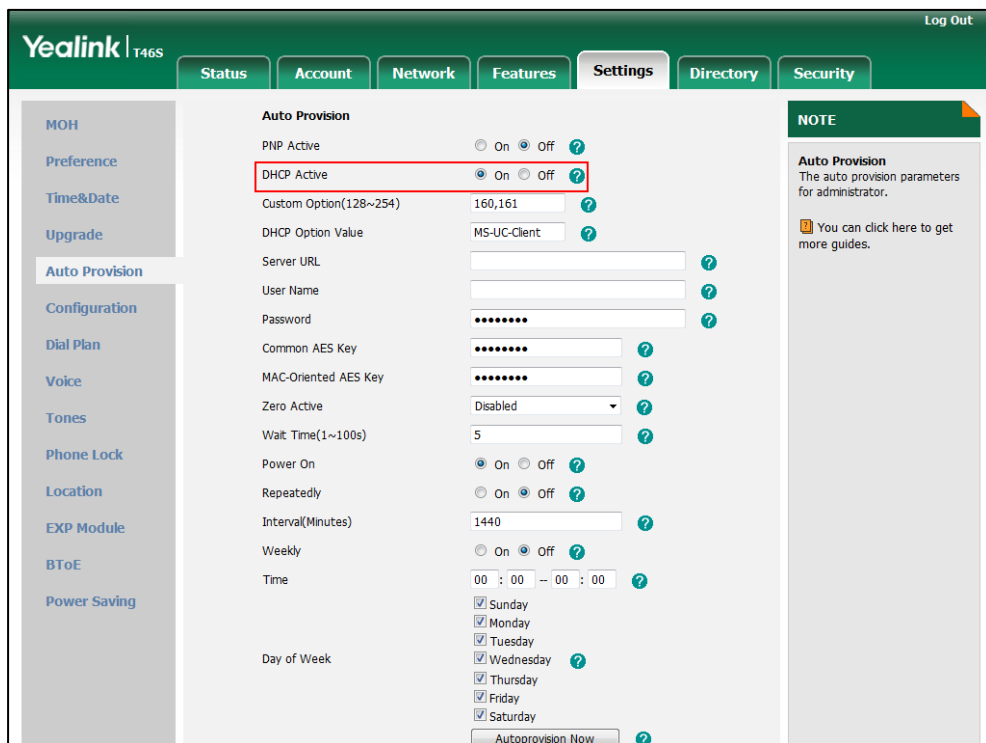 Log Out
Yealink T46S
Status Account Network Features Settings Directory Security
MOH
Preference
Time&Date
Upgrade
Auto Provision
Configuration
Dial Plan
Voice
Tones
Phone Lock
Location
EXP Module
BToE
Power Saving
Auto Provision
PNP Active On Off ?
DHCP Active On Off ?
Custom Option(128~254) 160,161 ?
DHCP Option Value MS-UC-Client ?
Server URL ?
User Name ?
Password •••••••• ?
Common AES Key •••••••• ?
MAC-Oriented AES Key •••••••• ?
Zero Active Disabled ?
Wait Time(1~100s) 5 ?
Power On On Off ?
Repeatedly On Off ?
Interval(Minutes) 1440 ?
Weekly On Off ?
Time 00 : 00 -- 00 : 00 ?
Sunday
Monday
Tuesday
Day of Week Wednesday ?
Thursday
Friday
Saturday
Autoprovision Now ?
NOTE
Auto Provision
The auto provision parameters
for administrator.
? You can click here to get
more guides.